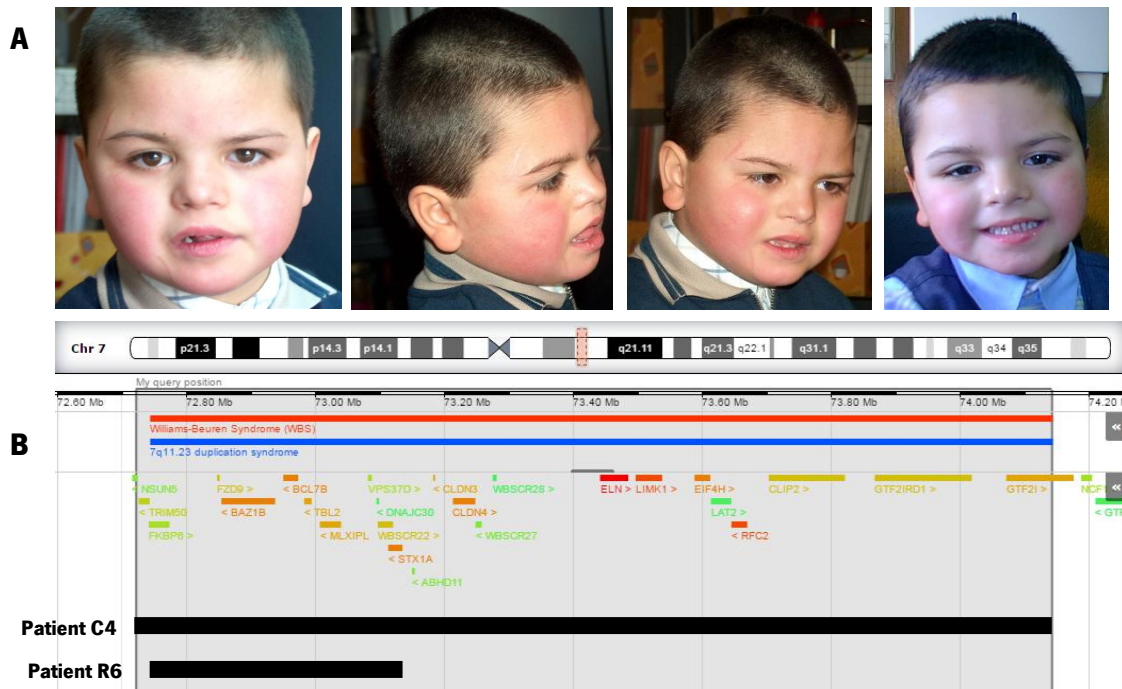 A
Chr 7 p21.3 p14.3 p14.1 q21.11 q21.3 q22.1 q31.1 q33 q34 q35
B
My query position
72.60 Mb 72.80 Mb 73.00 Mb 73.20 Mb 73.40 Mb 73.60 Mb 73.80 Mb 74.00 Mb 74.20
Williams-Beuren Syndrome (WBS)
7q11.23 duplication syndrome
< NSUN5 FZD9 > < BCL7B VPS37D > < CLDN3 WBSCR28 > ELN > LIMK1 > EIF4H > CLIP2 > GTF2IRD1 > GTF2I > NCF1
< TRIM50 < BAZ1B < TBL2 < DNAJC30 CLDN4 > LAT2 > < GTF
FKBP6 > < MLXIPL WBSCR22 > < WBSCR27 < RFC2
< STX1A
< ABHD11
Patient C4
Patient R6